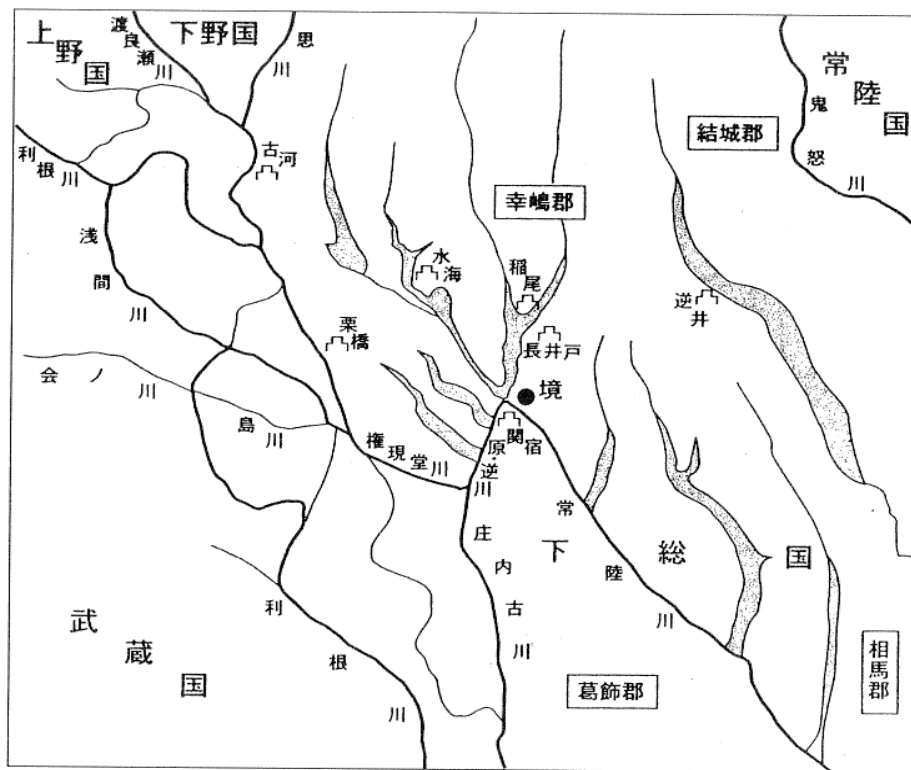 上野国
渡良瀬川
下野国
思川
常陸国
鬼怒川
結城郡
古河
利根川
幸嶋郡
浅間川
水海
稲尾
逆井
栗橋
長井戸
会ノ川
境
島川
関宿
権現堂川
原・逆川
庄内古川
常陸川
下総国
武蔵国
利根川
葛飾郡
相馬郡